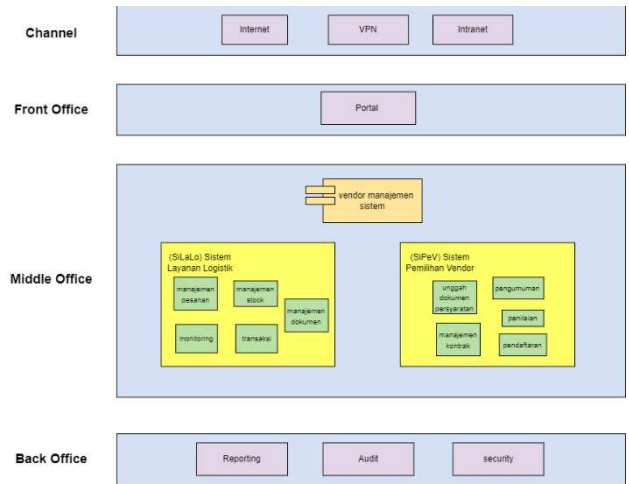 Channel
Internet
VPN
Intranet
Front Office
Portal
Middle Office
vendor manajemen
sistem
(SiLaLo) Sistem
Layanan Logistik
manajemen
pesanan
manajemen
stock
manajemen
dokumen
monitoring
transaksi
(SiPeV) Sistem
Pemilihan Vendor
unggah
dokumen
persyaratan
pengumuman
penilaian
manajemen
kontrak
pendaftaran
Back Office
Reporting
Audit
security